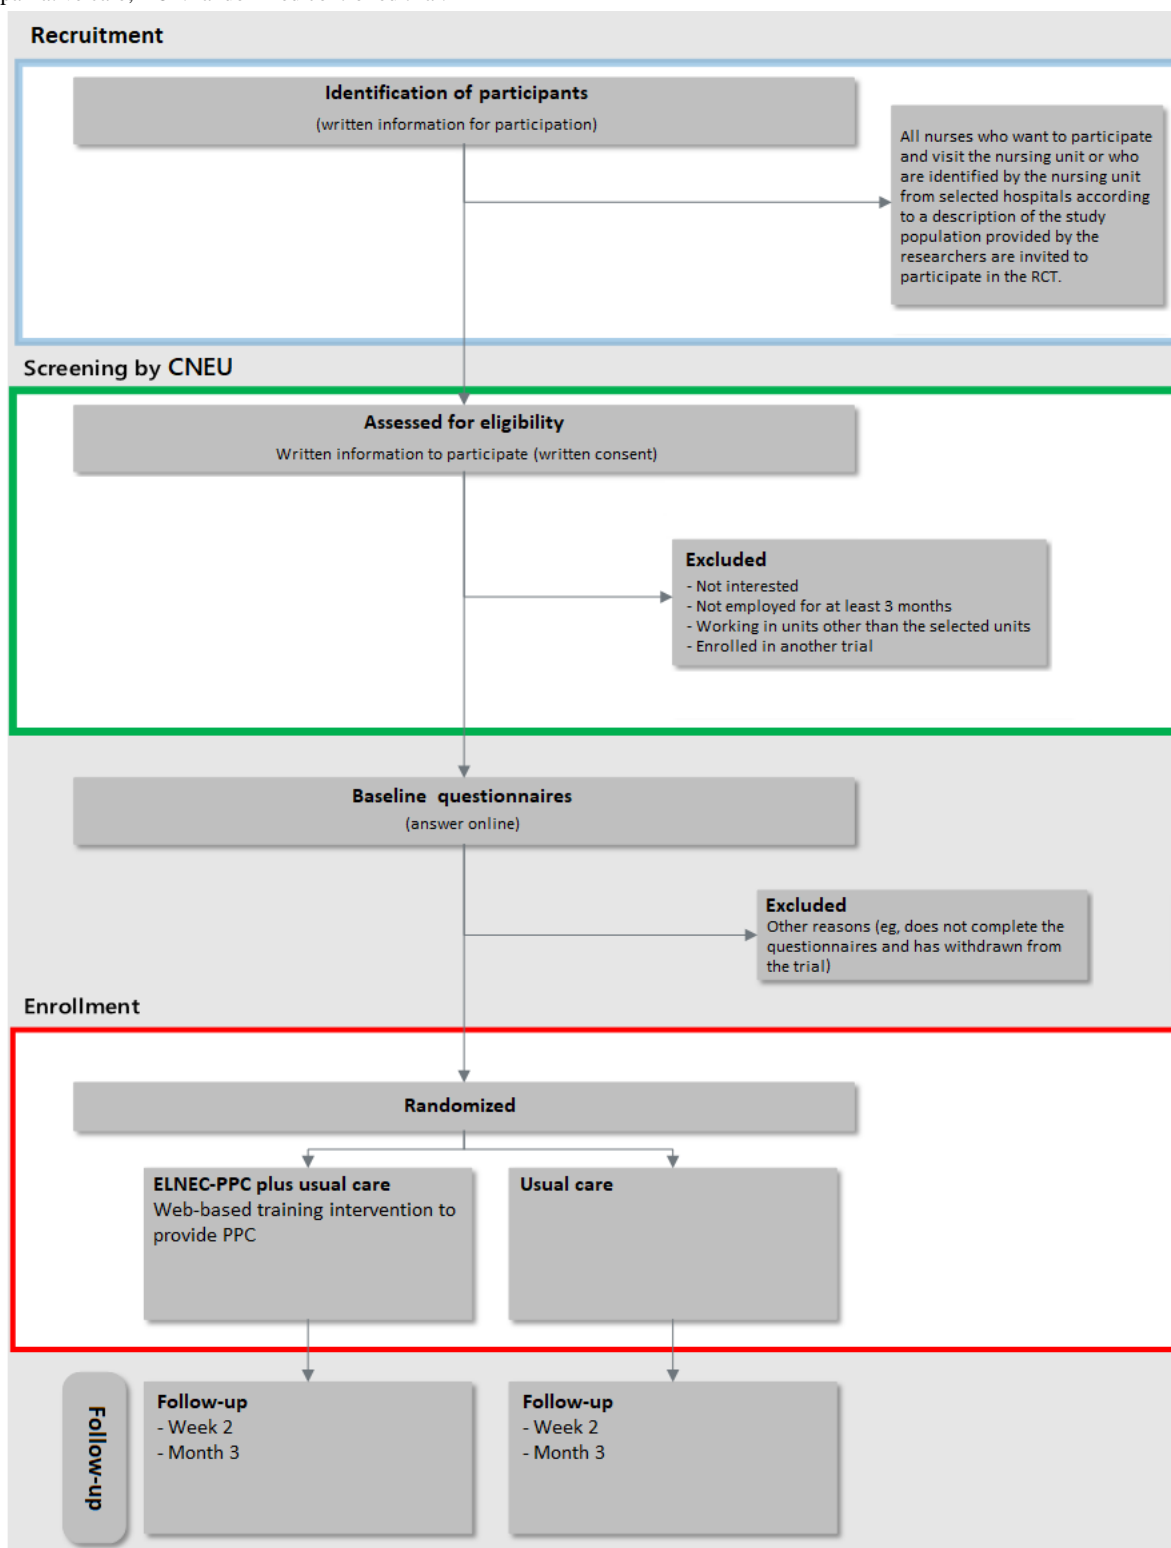 Recruitment
Identification of participants
(written information for participation)
All nurses who want to participate
and visit the nursing unit or who
are identified by the nursing unit
from selected hospitals according
to a description of the study
population provided by the
researchers are invited to
participate in the RCT.
Screening by CNEU
Assessed for eligibility
Written information to participate (written consent)
Excluded
- Not interested
- Not employed for at least 3 months
- Working in units other than the selected units
- Enrolled in another trial
Baseline questionnaires
(answer online)
Excluded
Other reasons (eg, does not complete the
questionnaires and has withdrawn from
the trial)
Enrollment
Randomized
ELNEC-PPC plus usual care
Web-based training intervention to
provide PPC
Usual care
Follow-up
Follow-up
- Week 2
- Month 3
Follow-up
- Week 2
- Month 3